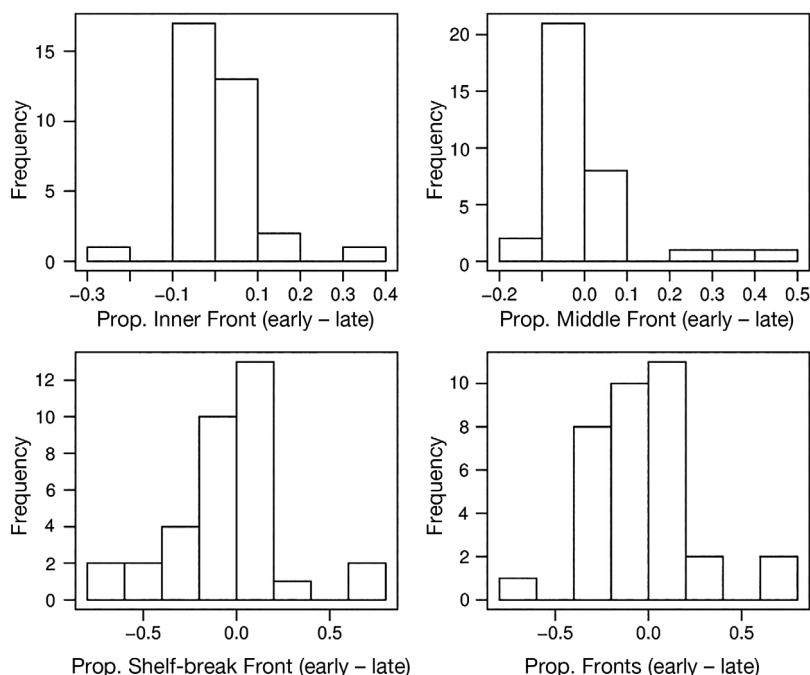 Frequency
15
10
5
0
−0.3 −0.1 0.1 0.2 0.3 0.4
Prop. Inner Front (early – late)
Frequency
20
15
10
5
0
−0.2 0.0 0.1 0.2 0.3 0.4 0.5
Prop. Middle Front (early – late)
Frequency
12
10
8
6
4
2
0
−0.5 0.0 0.5
Prop. Shelf-break Front (early – late)
Frequency
10
8
6
4
2
0
−0.5 0.0 0.5
Prop. Fronts (early – late)